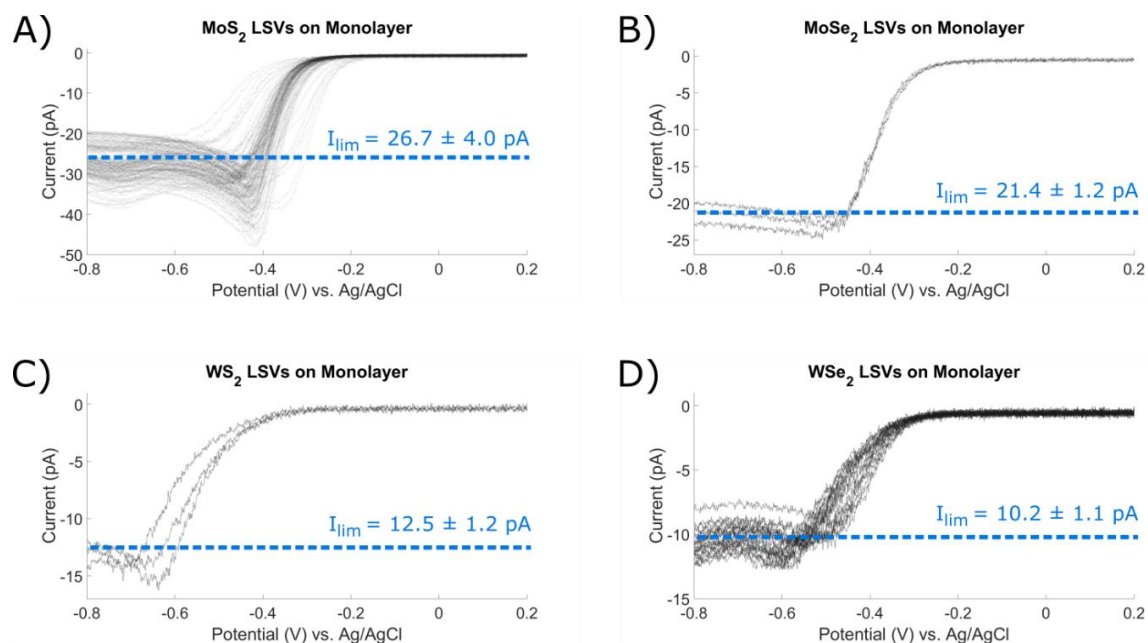 A)
MoS2 LSVs on Monolayer
0
-10
-20
-30
-40
-50
Current (pA)
Ilim = 26.7 ± 4.0 pA
-0.8 -0.6 -0.4 -0.2 0 0.2
Potential (V) vs. Ag/AgCl
B)
MoSe2 LSVs on Monolayer
0
-5
-10
-15
-20
-25
Current (pA)
Ilim = 21.4 ± 1.2 pA
-0.8 -0.6 -0.4 -0.2 0 0.2
Potential (V) vs. Ag/AgCl
C)
WS2 LSVs on Monolayer
0
-5
-10
-15
Current (pA)
Ilim = 12.5 ± 1.2 pA
-0.8 -0.6 -0.4 -0.2 0 0.2
Potential (V) vs. Ag/AgCl
D)
WSe2 LSVs on Monolayer
0
-5
-10
-15
Current (pA)
Ilim = 10.2 ± 1.1 pA
-0.8 -0.6 -0.4 -0.2 0 0.2
Potential (V) vs. Ag/AgCl